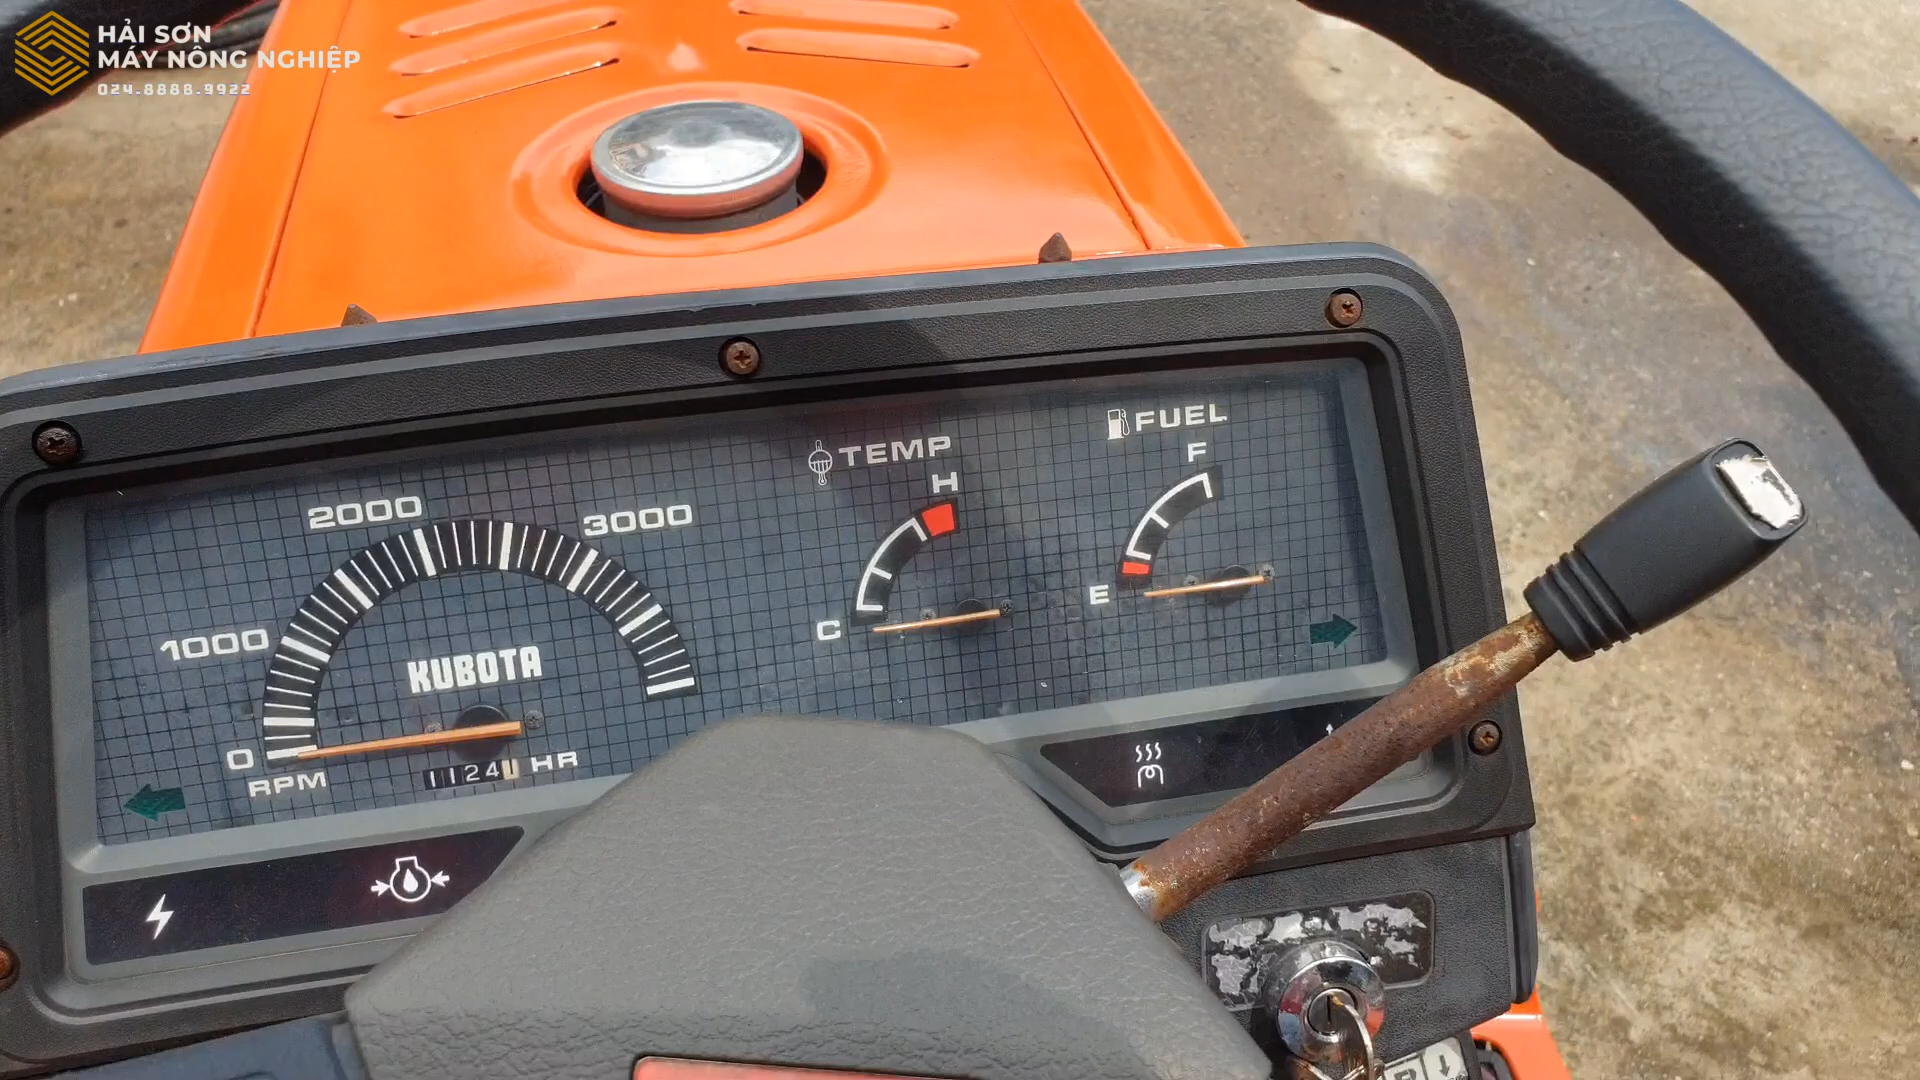 HẢI SƠN
MÁY NÔNG NGHIỆP
024.8888.9922
TEMP
FUEL
H
F
2000
3000
1000
C
E
KUBOTA
0
RPM
HR